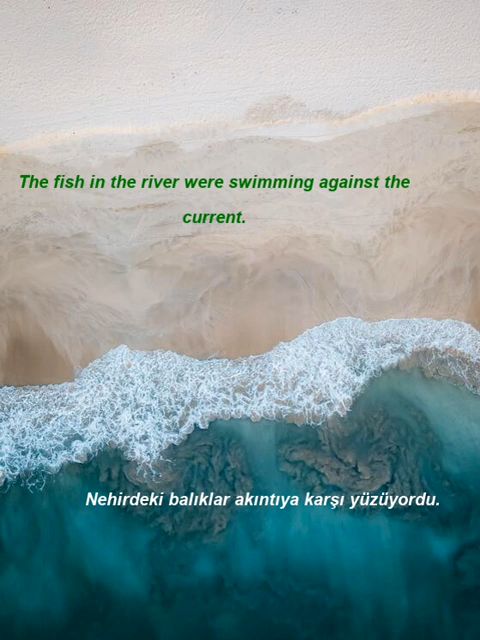 The fish in the river were swimming against the
current.
Nehirdeki balıklar akıntıya karşı yüzüyordu.